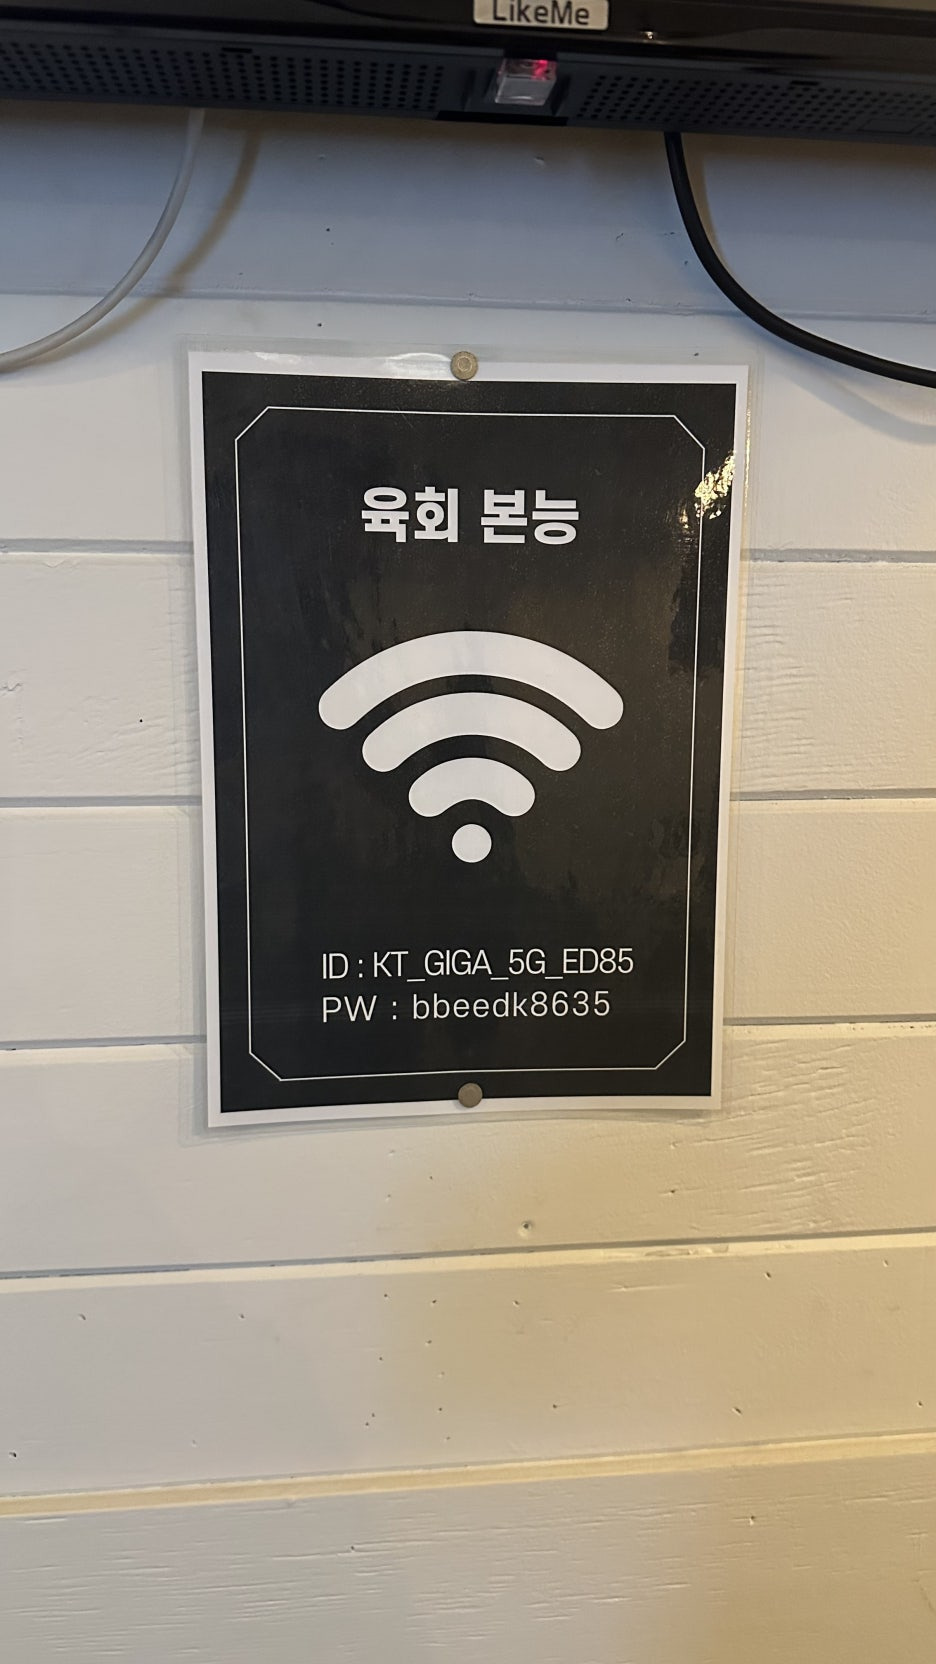 LikeMe
육회 본능
ID : KT_GIGA_5G_ED85
PW : bbeedk8635